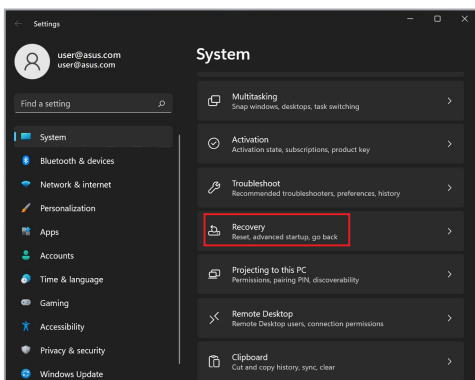 Settings
user@asus.com
user@asus.com
Find a setting
System
Bluetooth & devices
Network & internet
Personalization
Apps
Accounts
Time & language
Gaming
Accessibility
Privacy & security
Windows Update
System
Multitasking
Snap windows, desktops, task switching
Activation
Activation state, subscriptions, product key
Troubleshoot
Recommended troubleshooters, preferences, history
Recovery
Reset, advanced startup, go back
Projecting to this PC
Permissions, pairing PIN, discoverability
Remote Desktop
Remote Desktop users, connection permissions
Clipboard
Cut and copy history, sync, clear